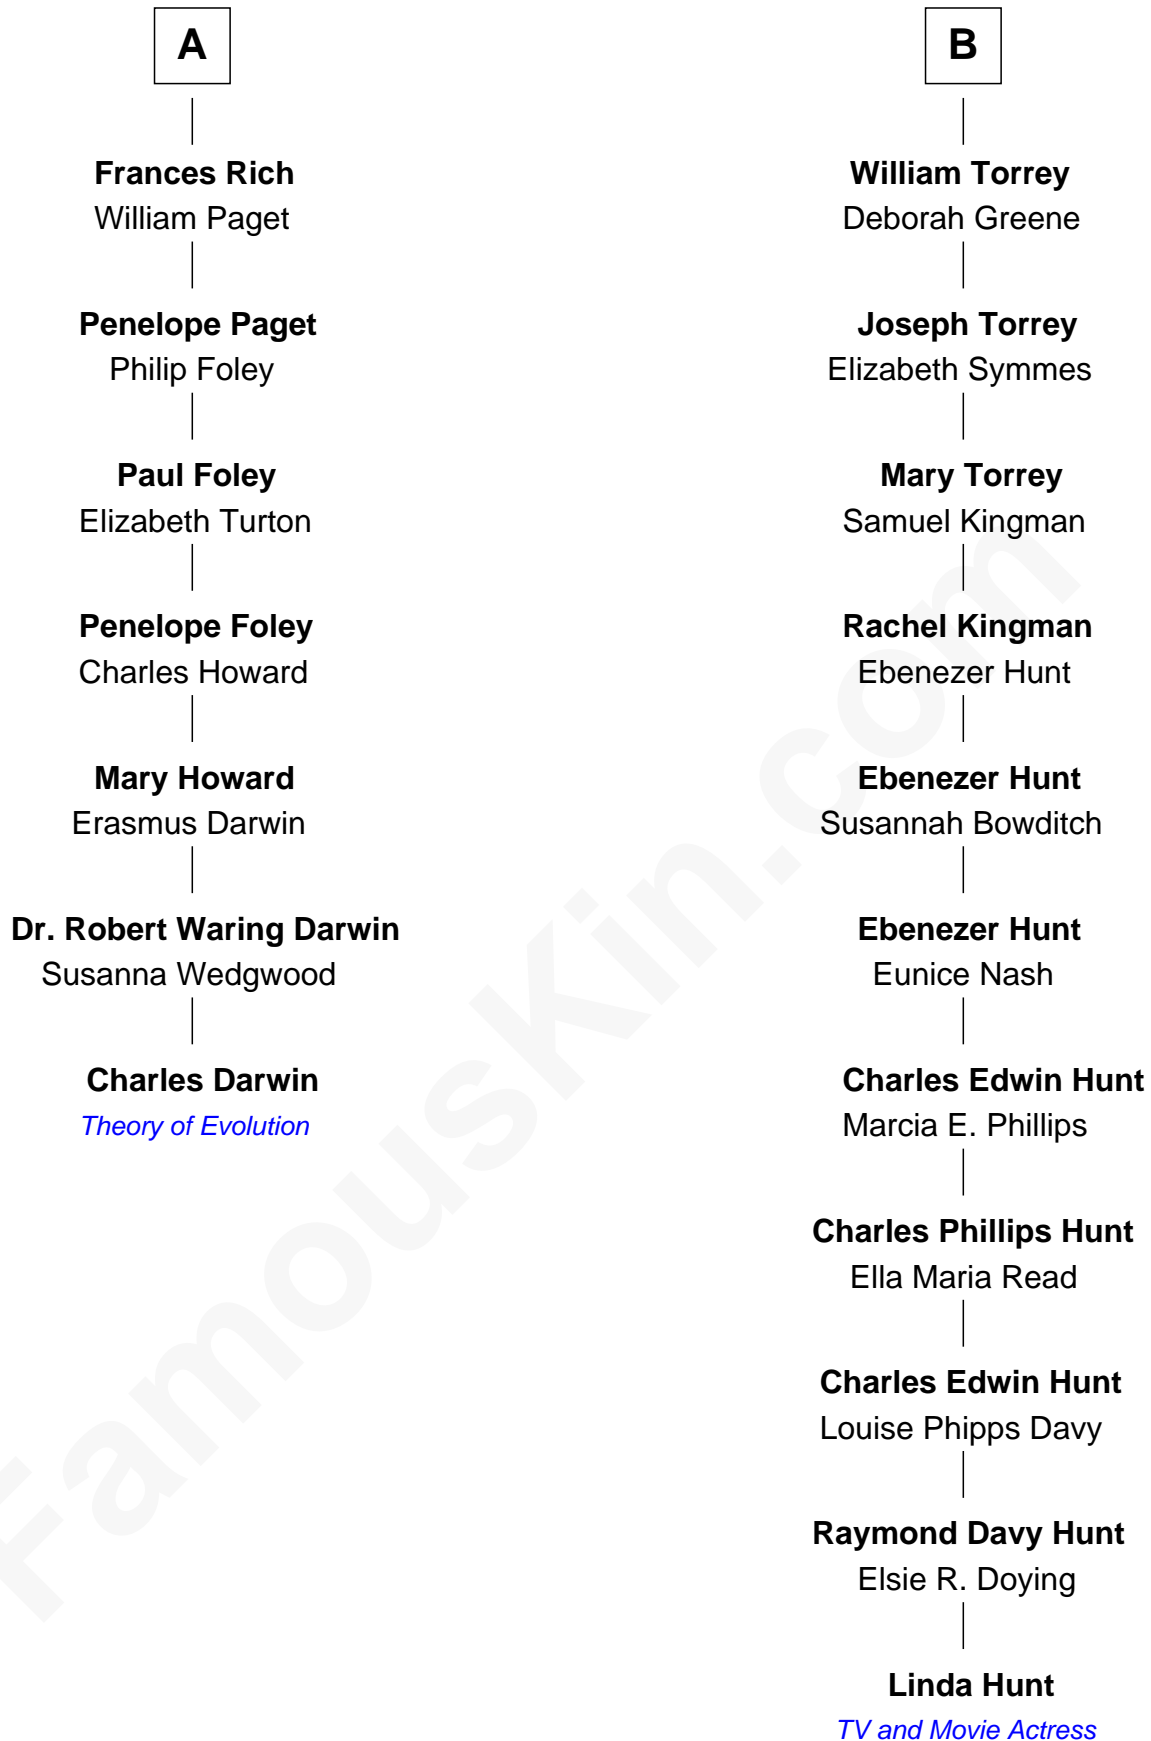 A
Frances Rich
William Paget
Penelope Paget
Philip Foley
Paul Foley
Elizabeth Turton
Penelope Foley
Charles Howard
Mary Howard
Erasmus Darwin
Dr. Robert Waring Darwin
Susanna Wedgwood
Charles Darwin
Theory of Evolution
B
William Torrey
Deborah Greene
Joseph Torrey
Elizabeth Symmes
Mary Torrey
Samuel Kingman
Rachel Kingman
Ebenezer Hunt
Ebenezer Hunt
Susannah Bowditch
Ebenezer Hunt
Eunice Nash
Charles Edwin Hunt
Marcia E. Phillips
Charles Phillips Hunt
Ella Maria Read
Charles Edwin Hunt
Louise Phipps Davy
Raymond Davy Hunt
Elsie R. Doying
Linda Hunt
TV and Movie Actress
FamousKin.com